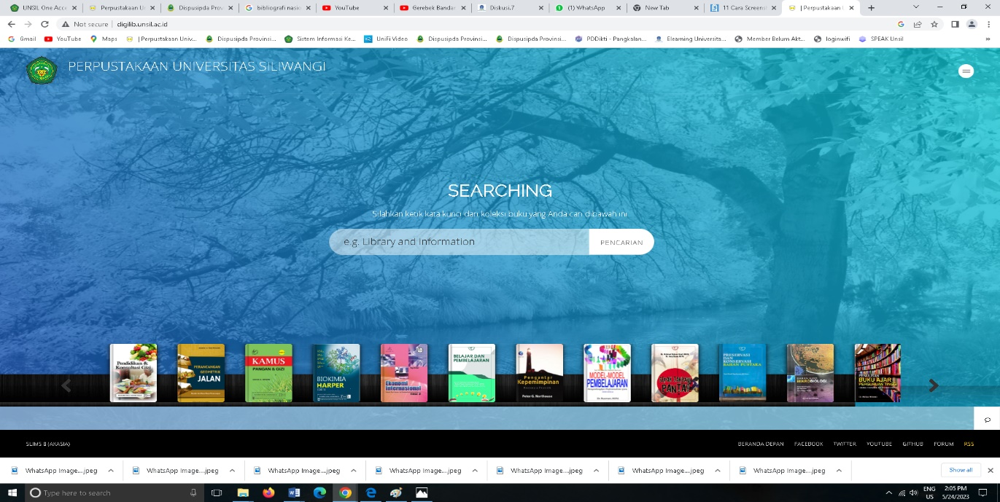 UNSIL One Acce
Perpustakaan U
Dispusipda Prov
bibliografi nasio
YouTube
Gerebek Bandar
Diskusi.7
(1) WhatsApp
New Tab
11 Cara Screens
| Perpustakaan
Not secure | digilib.unsil.ac.id
Gmail
YouTube
Maps
| Perpustakaan Univ...
Dispusipda Provinsi...
Sistem Informasi Ke...
UniFi Video
Dispusipda Provinsi...
Dispusipda Provinsi...
PDDikti - Pangkalan...
Elearning Universita...
Member Belum Akt...
loginwifi
SPEAK Unsil
PERPUSTAKAAN UNIVERSITAS SILIWANGI
SEARCHING
Silahkan ketik kata kunci dari koleksi buku yang Anda cari dibawah ini
e.g. Library and Information
PENCARIAN
Pendidikan &
Konsultasi Gizi
PERANCANGAN
GEOMETRIK
JALAN
KAMUS
PANGAN & GIZI
BIOKIMIA
HARPER
Ekonomi
Internasional
BELAJAR DAN
PEMBELAJARAN
Pengantar
Kepemimpinan
Peter G. Northouse
MODEL-MODEL
PEMBELAJARAN
PRESERVASI
DAN
KONSERVASI
BAHAN PUSTAKA
MIKROBIOLOGI
BUKU AJAR
PERGURUAN TINGGI
SLIMS 8 (AKASIA)
BERANDA DEPAN
FACEBOOK
TWITTER
YOUTUBE
GITHUB
FORUM
RSS
WhatsApp Image....jpeg
WhatsApp Image....jpeg
WhatsApp Image....jpeg
WhatsApp Image....jpeg
WhatsApp Image....jpeg
WhatsApp Image....jpeg
WhatsApp Image....jpeg
Show all
Type here to search
ENG
US
2:05 PM
5/24/2023